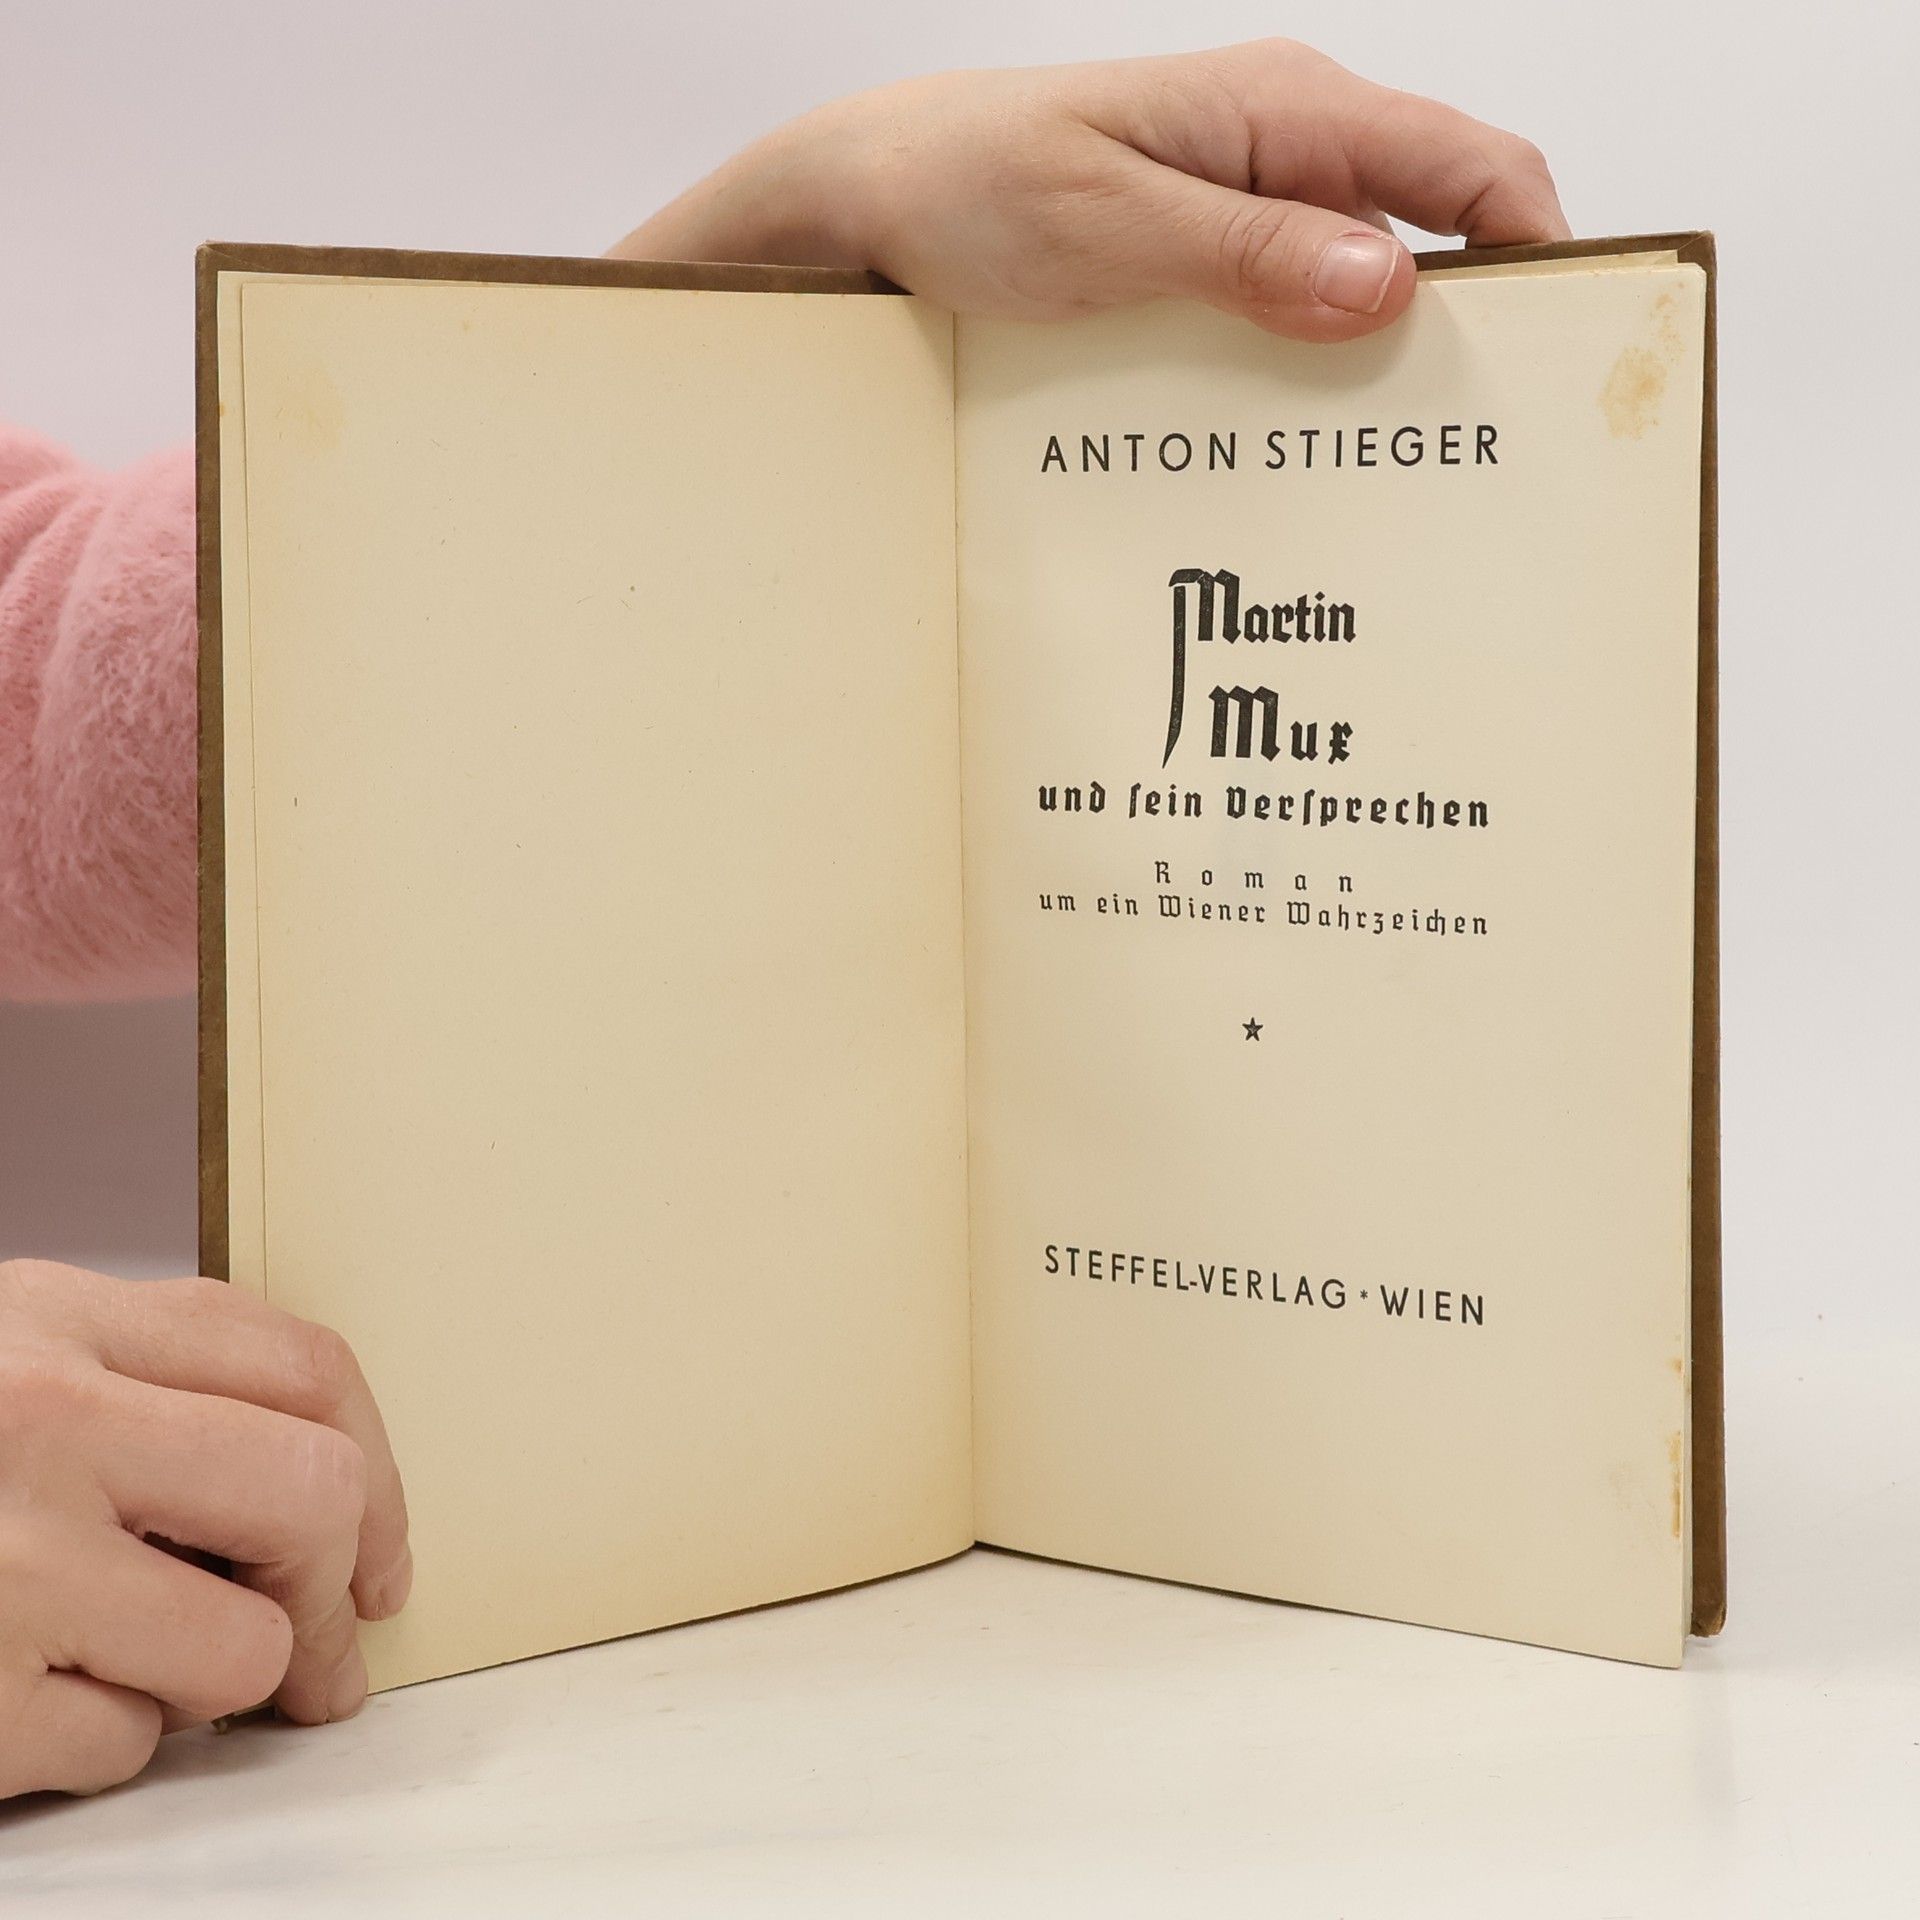 ANTON STIEGER
Martin
Mux
und sein Versprechen
Roman
um ein Wiener Wahrzeichen
★
STEFFEL-VERLAG * WIEN